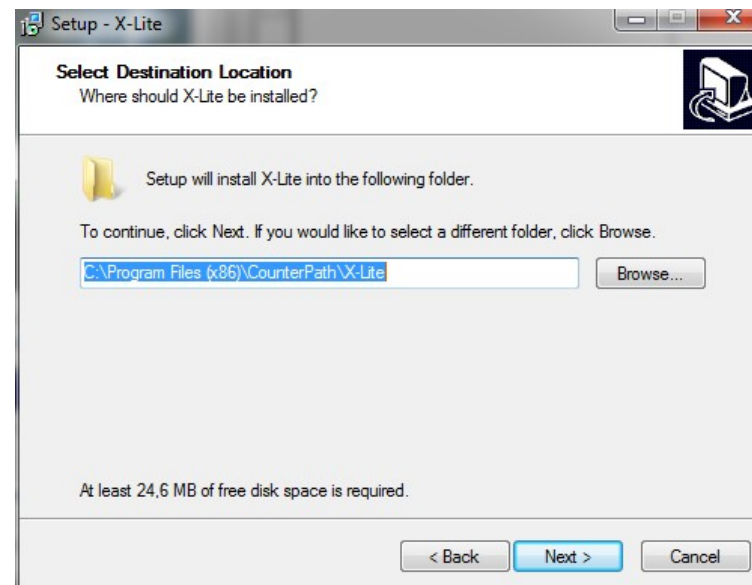 Setup - X-Lite
Select Destination Location
Where should X-Lite be installed?
Setup will install X-Lite into the following folder.
To continue, click Next. If you would like to select a different folder, click Browse.
C:\Program Files (x86)\CounterPath\X-Lite
Browse...
At least 24,6 MB of free disk space is required.
< Back
Next >
Cancel